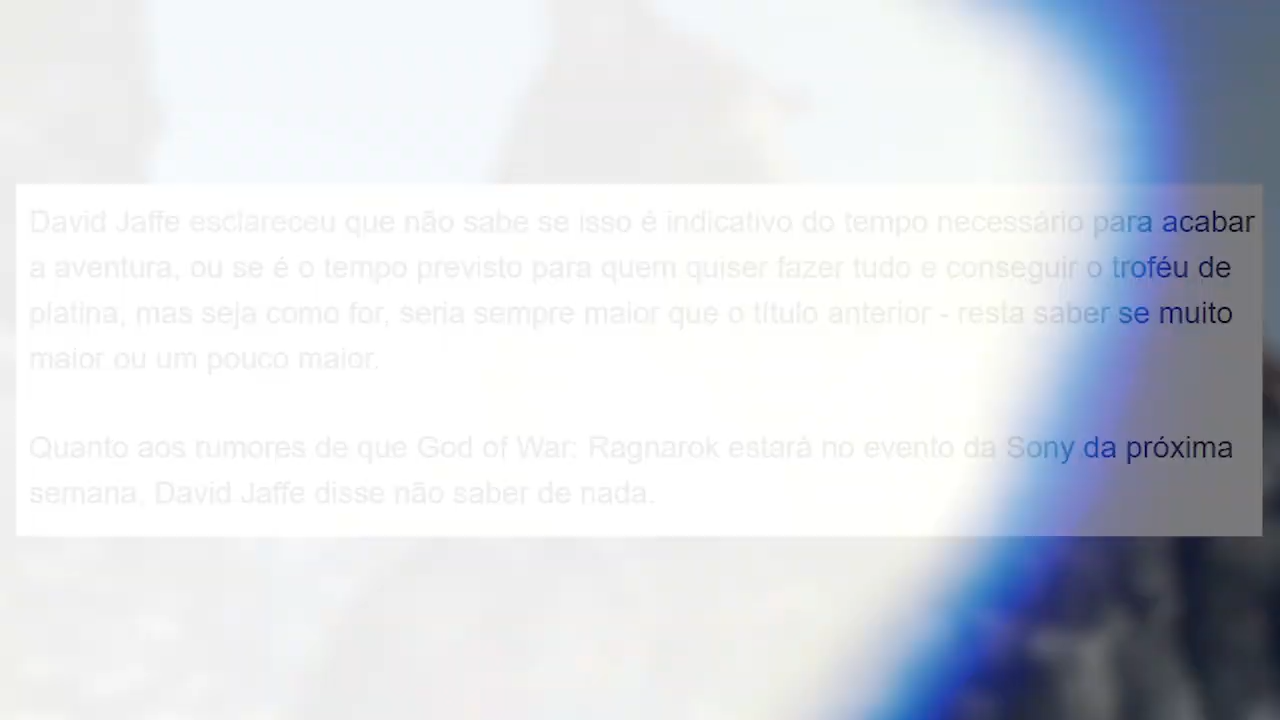 David Jaffe esclareceu que não sabe se isso é indicativo do tempo necessário para acabar
a aventura, ou se é o tempo previsto para quem quiser fazer tudo e conseguir o troféu de
platina, mas seja como for, seria sempre maior que o título anterior - resta saber se muito
maior ou um pouco maior.
Quanto aos rumores de que God of War: Ragnarok estará no evento da Sony da próxima
semana, David Jaffe disse não saber de nada.